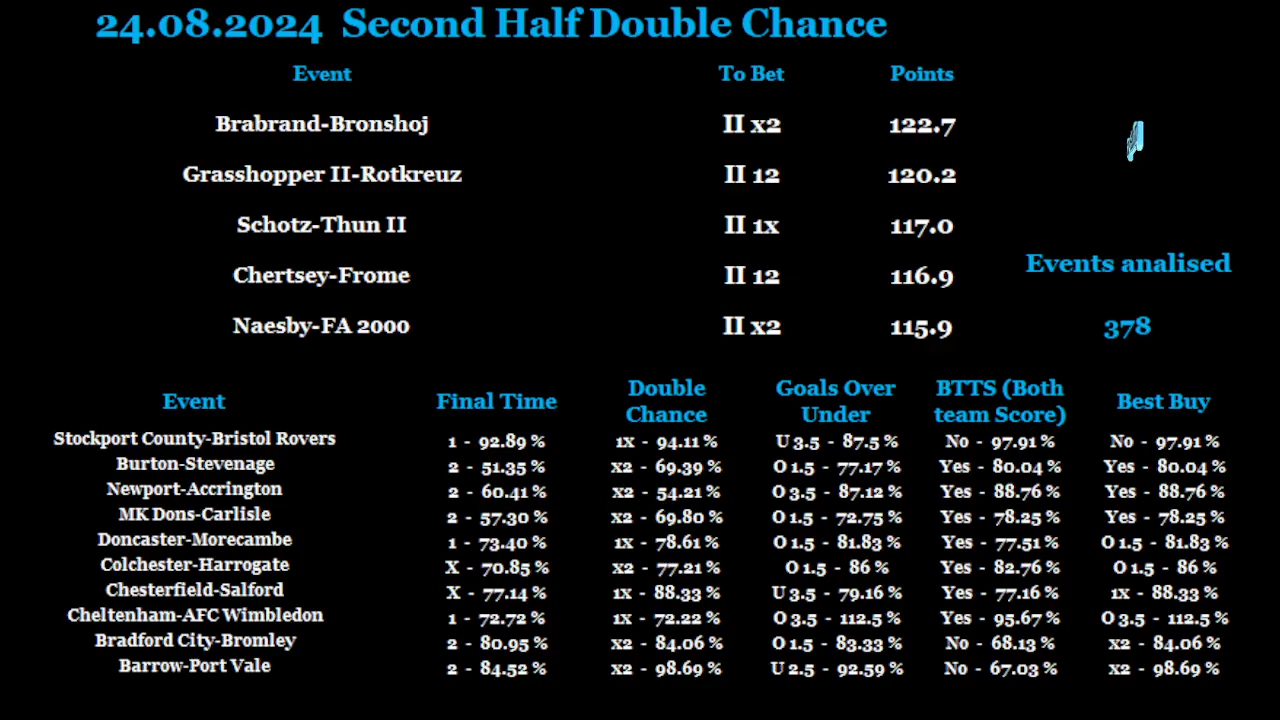 24.08.2024 Second Half Double Chance
Event To Bet Points
Brabrand-Bronshoj II x2 122.7
Grasshopper II-Rotkreuz II 12 120.2
Schotz-Thun II II 1x 117.0
Chertsey-Frome II 12 116.9
Events analised
Naesby-FA 2000 II x2 115.9
378
Event Final Time Double Chance Goals Over Under BTTS (Both team Score) Best Buy
Stockport County-Bristol Rovers 1 - 92.89 % 1x - 94.11 % U 3.5 - 87.5 % No - 97.91 % No - 97.91 %
Burton-Stevenage 2 - 51.35 % x2 - 69.39 % O 1.5 - 77.17 % Yes - 80.04 % Yes - 80.04 %
Newport-Accrington 2 - 60.41 % x2 - 54.21 % O 3.5 - 87.12 % Yes - 88.76 % Yes - 88.76 %
MK Dons-Carlisle 2 - 57.30 % x2 - 69.80 % O 1.5 - 72.75 % Yes - 78.25 % Yes - 78.25 %
Doncaster-Morecambe 1 - 73.40 % 1x - 78.61 % O 1.5 - 81.83 % Yes - 77.51 % O 1.5 - 81.83 %
Colchester-Harrogate X - 70.85 % x2 - 77.21 % O 1.5 - 86 % Yes - 82.76 % O 1.5 - 86 %
Chesterfield-Salford X - 77.14 % 1x - 88.33 % U 3.5 - 79.16 % Yes - 77.16 % 1x - 88.33 %
Cheltenham-AFC Wimbledon 1 - 72.72 % 1x - 72.22 % O 3.5 - 112.5 % Yes - 95.67 % O 3.5 - 112.5 %
Bradford City-Bromley 2 - 80.95 % x2 - 84.06 % O 1.5 - 83.33 % No - 68.13 % x2 - 84.06 %
Barrow-Port Vale 2 - 84.52 % x2 - 98.69 % U 2.5 - 92.59 % No - 67.03 % x2 - 98.69 %